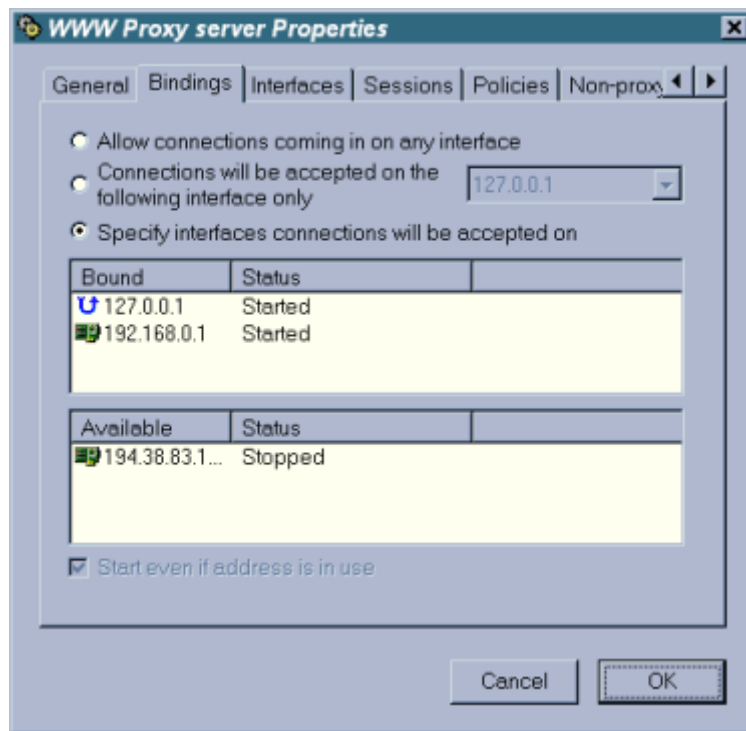 WWW Proxy server Properties
General Bindings Interfaces Sessions Policies Non-proxy
Allow connections coming in on any interface
Connections will be accepted on the
following interface only
127.0.0.1
Specify interfaces connections will be accepted on
Bound Status
127.0.0.1 Started
192.168.0.1 Started
Available Status
194.38.83.1... Stopped
Start even if address is in use
Cancel OK